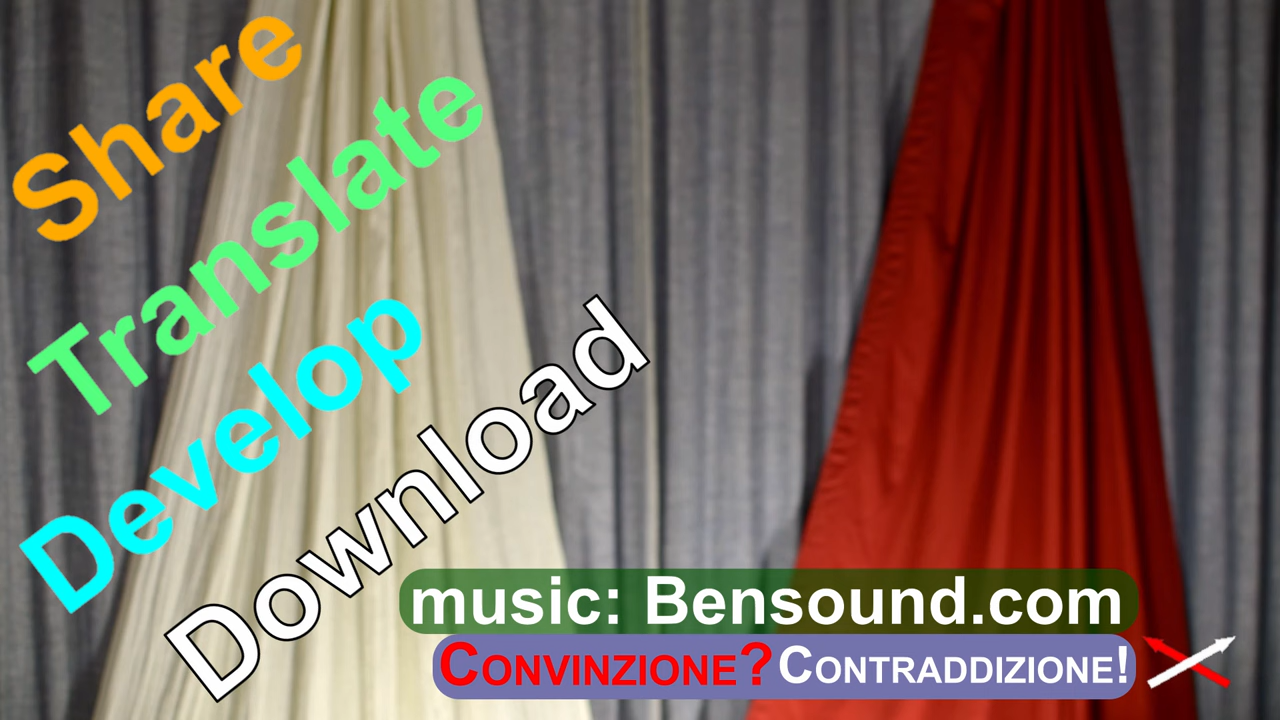 Share
Translate
Develop
Download
music: Bensound.com
CONVINZIONE? CONTRADDIZIONE!